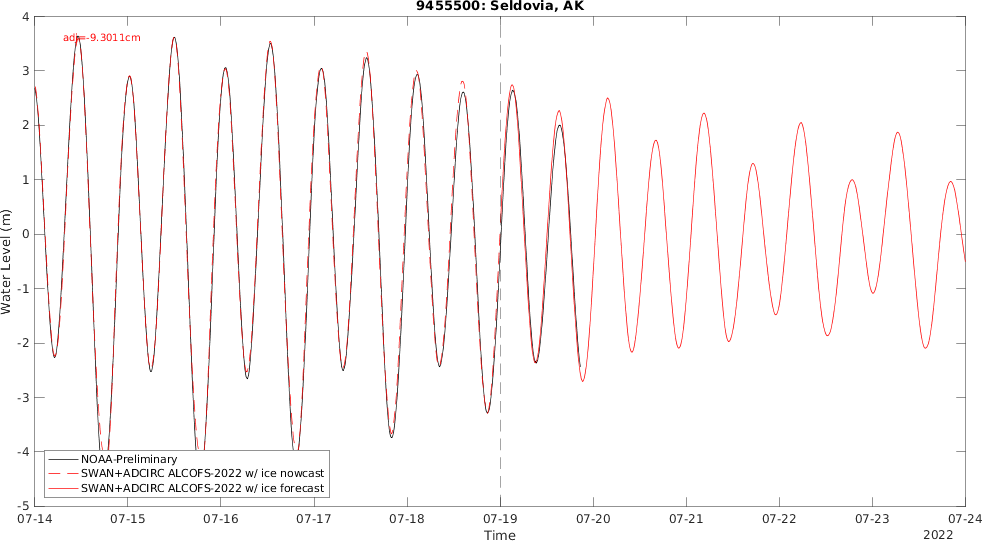 9455500: Seldovia, AK
adj=-9.3011cm
Water Level (m)
4
3
2
1
0
-1
-2
-3
-4
-5
NOAA-Preliminary
SWAN+ADCIRC ALCOFS-2022 w/ ice nowcast
SWAN+ADCIRC ALCOFS-2022 w/ ice forecast
07-14 07-15 07-16 07-17 07-18 07-19 07-20 07-21 07-22 07-23 07-24
Time
2022